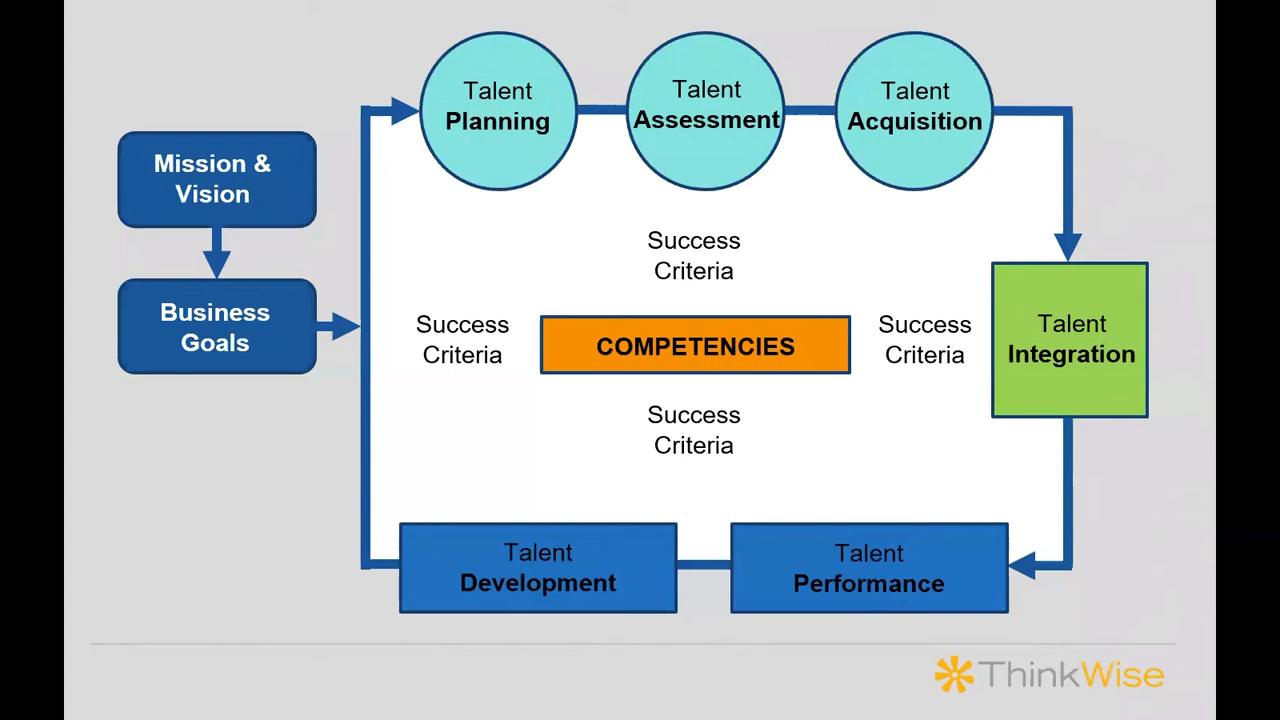 Talent
Planning
Talent
Assessment
Talent
Acquisition
Mission &
Vision
Business
Goals
Success
Criteria
Success
Criteria
COMPETENCIES
Success
Criteria
Success
Criteria
Talent
Integration
Talent
Development
Talent
Performance
ThinkWise